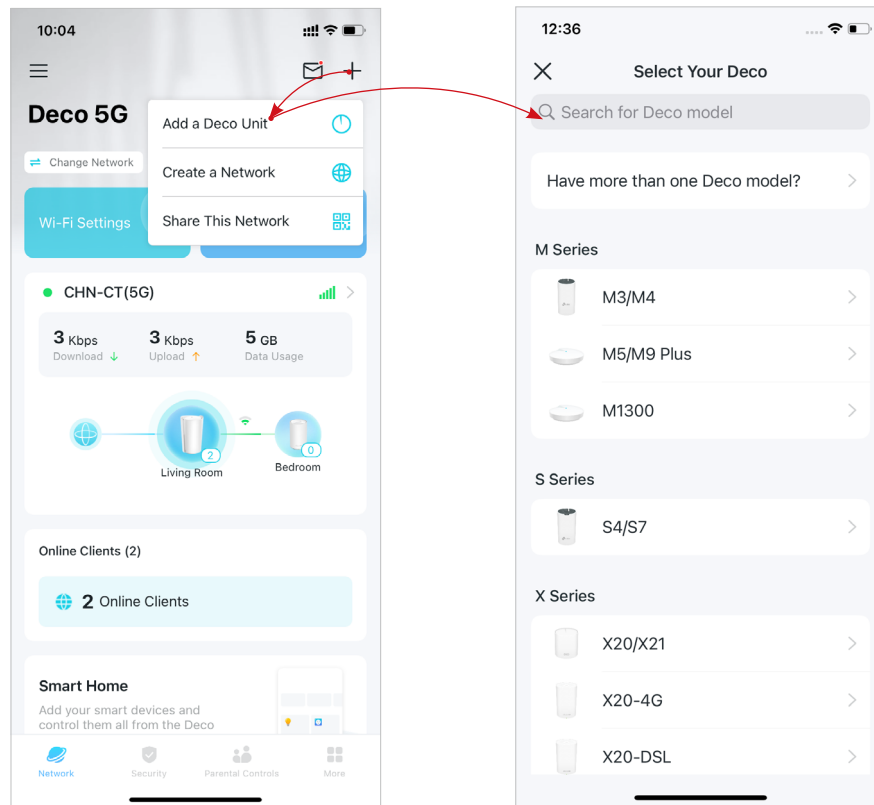 10:04
Deco 5G
Add a Deco Unit
Change Network
Create a Network
Wi-Fi Settings
Share This Network
CHN-CT(5G)
3 Kbps
3 Kbps
5 GB
Download ↓
Upload ↑
Data Usage
2
0
Living Room
Bedroom
Online Clients (2)
2 Online Clients
Smart Home
Add your smart devices and
control them all from the Deco
Network
Security
Parental Controls
More
12:36
Select Your Deco
Search for Deco model
Have more than one Deco model?
M Series
M3/M4
M5/M9 Plus
M1300
S Series
S4/S7
X Series
X20/X21
X20-4G
X20-DSL